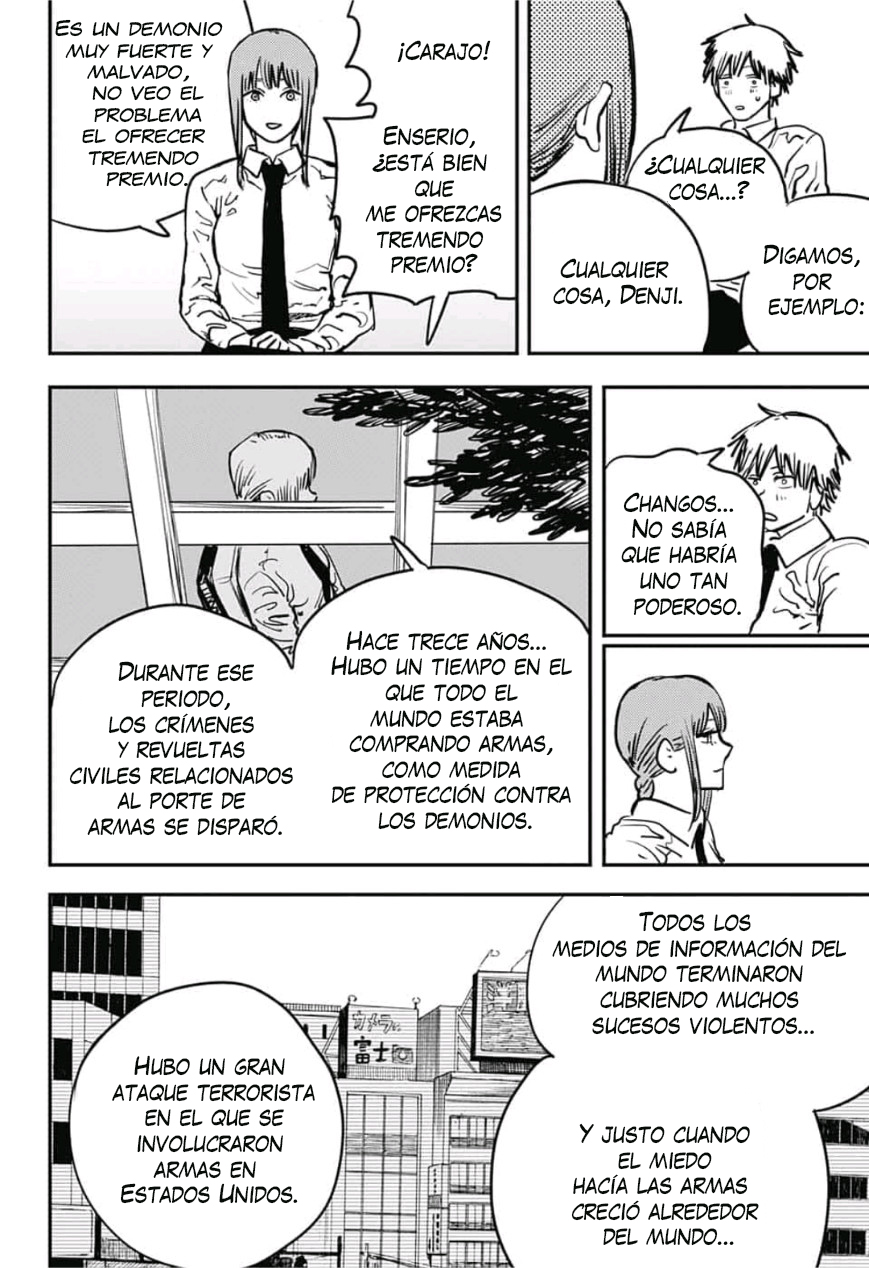 ¿Cualquier
cosa...?
Digamos,
por
ejemplo:
Cualquier
cosa, Denji.
¡Carajo!
Enserio,
¿está bien
que
me ofrezcas
tremendo
premio?
Es un demonio
muy fuerte y
malvado,
no veo el
problema
el ofrecer
tremendo
premio.
Changos...
No sabía
que habría
uno tan
poderoso.
Hace trece años...
Hubo un tiempo en el
que todo el
mundo estaba
comprando armas,
como medida
de protección contra
los demonios.
Durante ese
periodo,
los crímenes
y revueltas
civiles relacionados
al porte de
armas se disparó.
Todos los
medios de información del
mundo terminaron
cubriendo muchos
sucesos violentos...
Y justo cuando
el miedo
hacía las armas
creció alrededor
del mundo...
カメラ
富士
Hubo un gran
ataque terrorista
en el que se
involucraron
armas en
Estados Unidos.